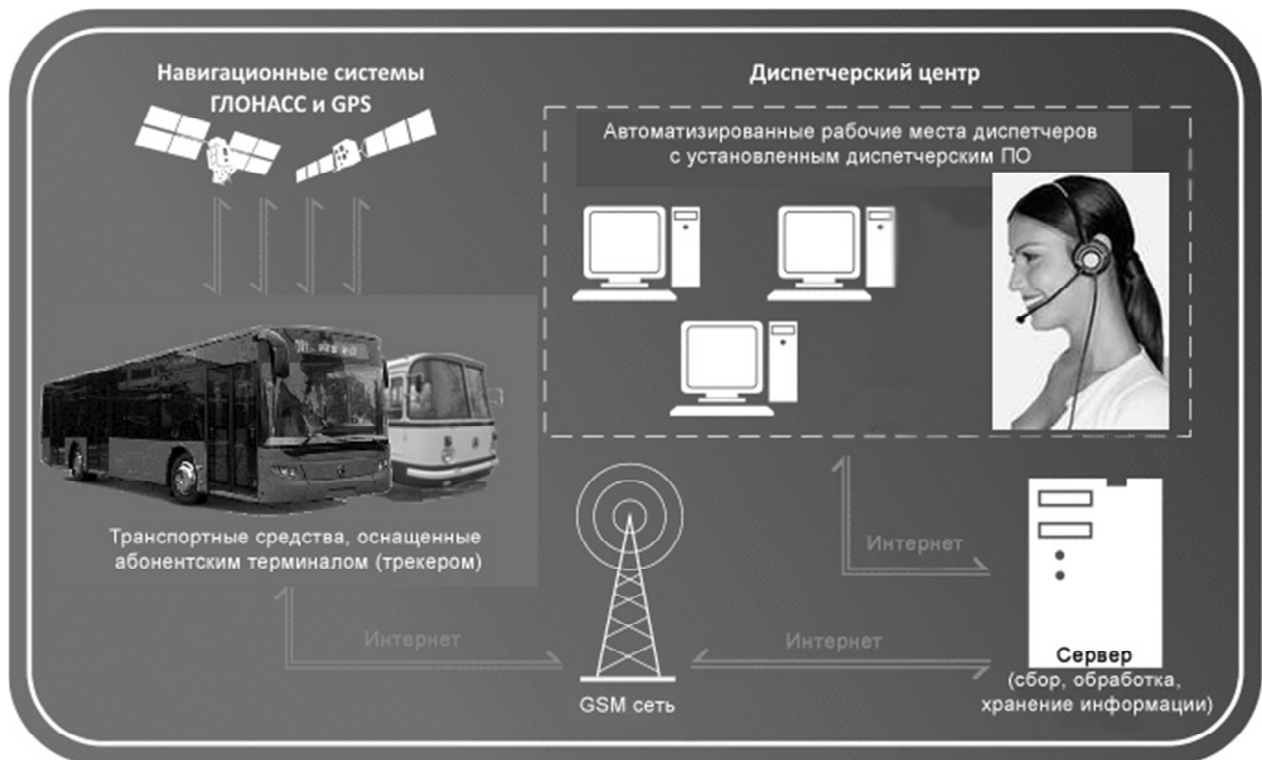 Навигационные системы
ГЛОНАСС и GPS
Диспетчерский центр
Автоматизированные рабочие места диспетчеров
с установленным диспетчерским ПО
Транспортные средства, оснащенные
абонентским терминалом (трекером)
Интернет
Интернет
Интернет
GSM сеть
Сервер
(сбор, обработка,
хранение информации)